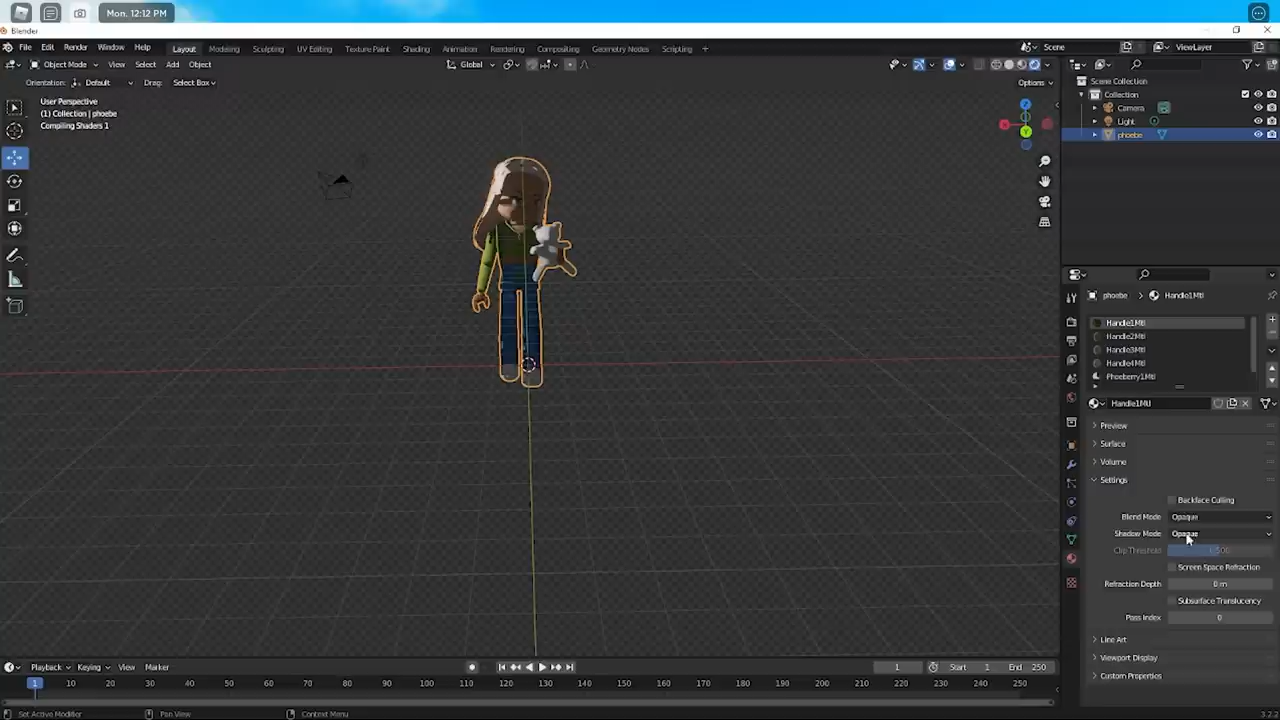 Mon. 12:12 PM
Blender
File Edit Render Window Help Layout Modeling Sculpting UV Editing Texture Paint Shading Animation Rendering Compositing Geometry Nodes Scripting + Scene ViewLayer
Object Mode View Select Add Object Global
Orientation: Default Drag: Select Box Options
User Perspective
(1) Collection | phoebe
Compiling Shaders 1
Scene Collection
Collection
Camera
Light
phoebe
phoebe > Handle1Mtl
Handle1Mtl
Handle2Mtl
Handle3Mtl
Handle4Mtl
Phoeberry1Mtl
Handle1Mtl
Preview
Surface
Volume
Settings
Backface Culling
Blend Mode Opaque
Shadow Mode Opaque
Clip Threshold 0.500
Screen Space Refraction
Refraction Depth 0 m
Subsurface Translucency
Pass Index 0
Line Art
Viewport Display
Custom Properties
Playback Keying View Marker 1 Start 1 End 250
1 10 20 30 40 50 60 70 80 90 100 110 120 130 140 150 160 170 180 190 200 210 220 230 240 250
Set Active Modifier Pan View Context Menu 3.2.2